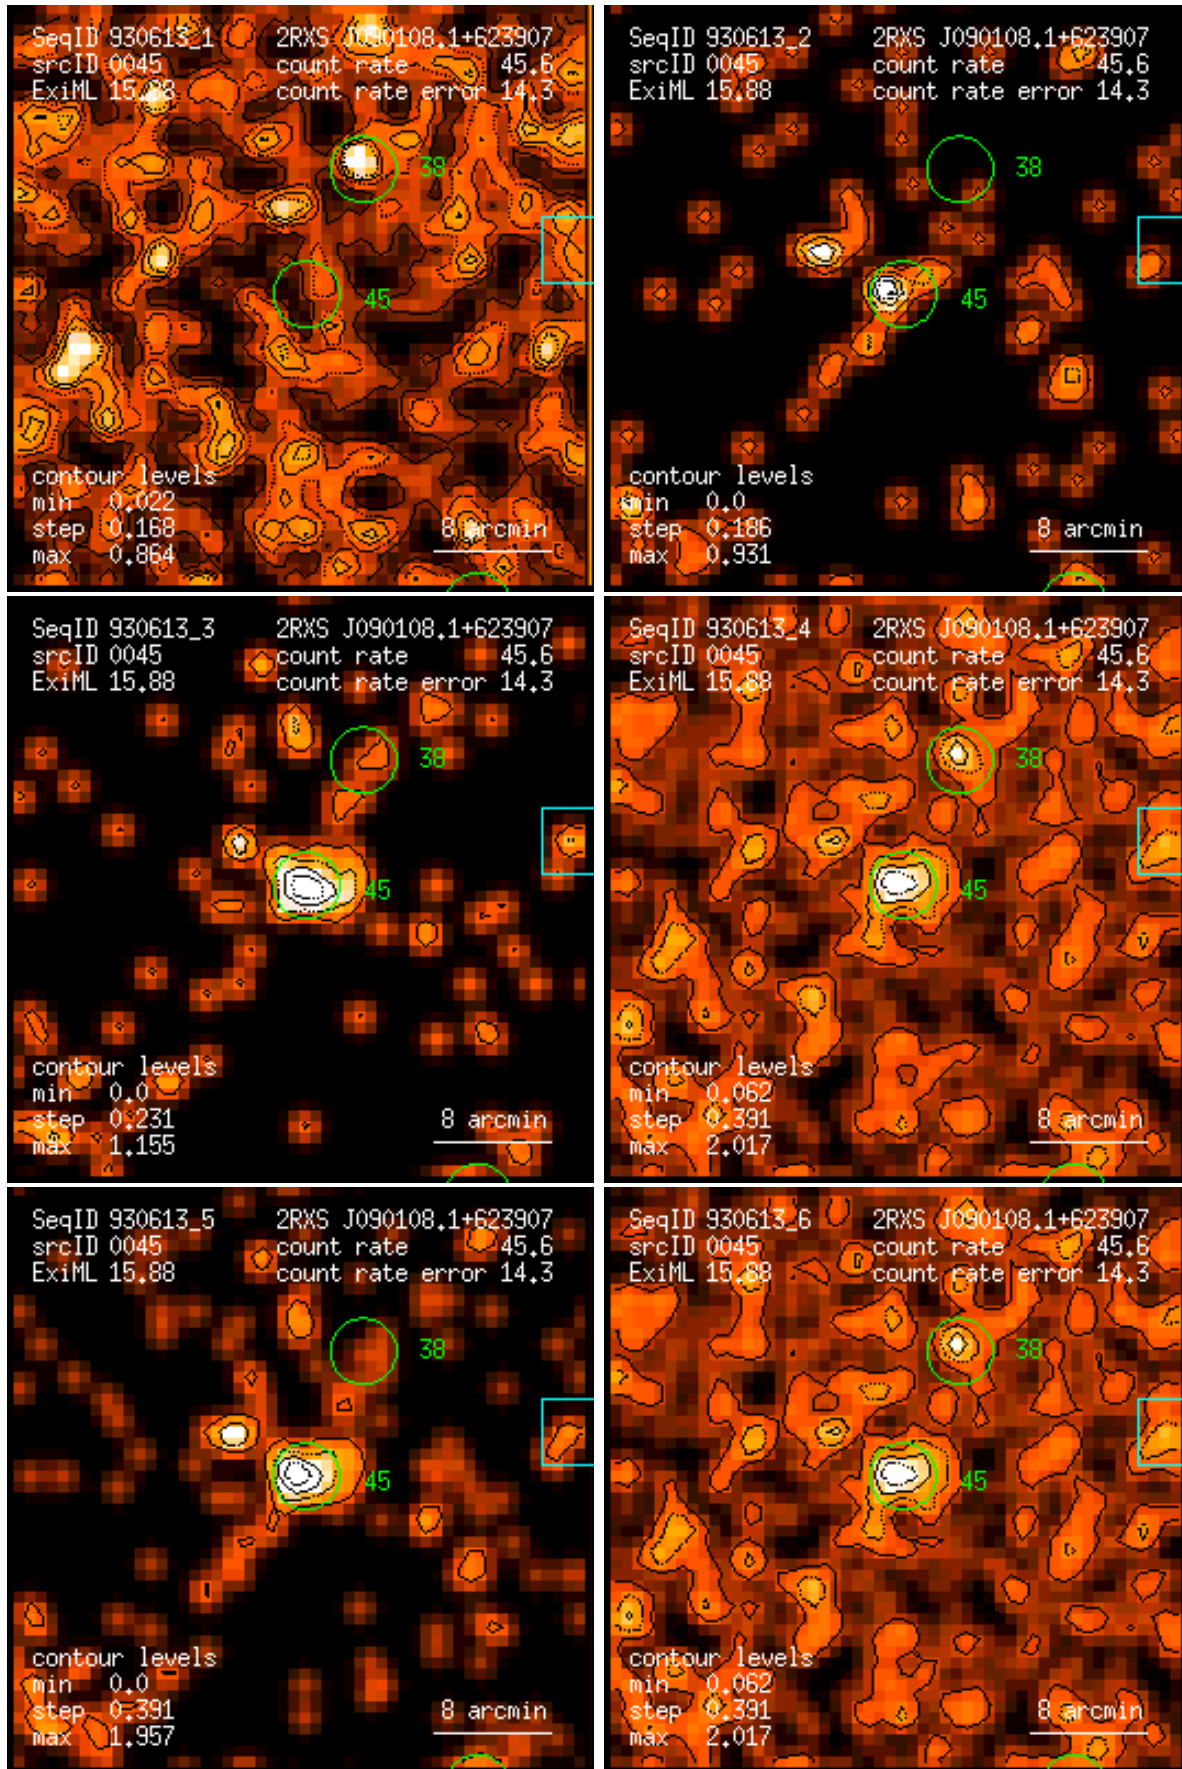 SeqID 930613_1 2RXS J090108.1+623907
srcID 0045 count rate 45.6
ExiML 15.88 count rate error 14.3
38
45
contour levels
min 0.022
step 0.168 8 arcmin
max 0.864
SeqID 930613_2 2RXS J090108.1+623907
srcID 0045 count rate 45.6
ExiML 15.88 count rate error 14.3
38
45
contour levels
min 0.0
step 0.186 8 arcmin
max 0.931
SeqID 930613_3 2RXS J090108.1+623907
srcID 0045 count rate 45.6
ExiML 15.88 count rate error 14.3
38
45
contour levels
min 0.0
step 0.231 8 arcmin
max 1.155
SeqID 930613_4 2RXS J090108.1+623907
srcID 0045 count rate 45.6
ExiML 15.88 count rate error 14.3
38
45
contour levels
min 0.062
step 0.391 8 arcmin
max 2.017
SeqID 930613_5 2RXS J090108.1+623907
srcID 0045 count rate 45.6
ExiML 15.88 count rate error 14.3
38
45
contour levels
min 0.0
step 0.391 8 arcmin
max 1.957
SeqID 930613_6 2RXS J090108.1+623907
srcID 0045 count rate 45.6
ExiML 15.88 count rate error 14.3
38
45
contour levels
min 0.062
step 0.391 8 arcmin
max 2.017